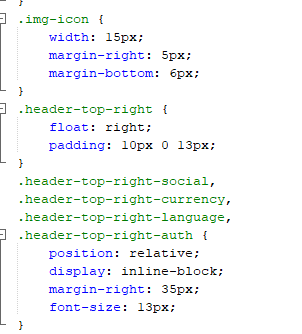 }
.img-icon {
    width: 15px;
    margin-right: 5px;
    margin-bottom: 6px;
}
.header-top-right {
    float: right;
    padding: 10px 0 13px;
}
.header-top-right-social,
.header-top-right-currency,
.header-top-right-language,
.header-top-right-auth {
    position: relative;
    display: inline-block;
    margin-right: 35px;
    font-size: 13px;
}